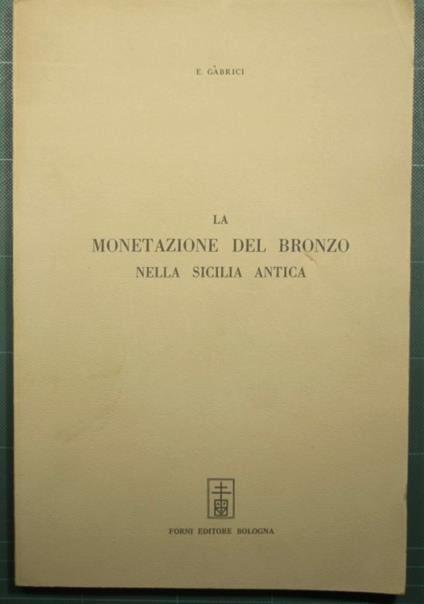 E. GÀBRICI
LA
MONETAZIONE DEL BRONZO
NELLA SICILIA ANTICA
FORNI EDITORE BOLOGNA